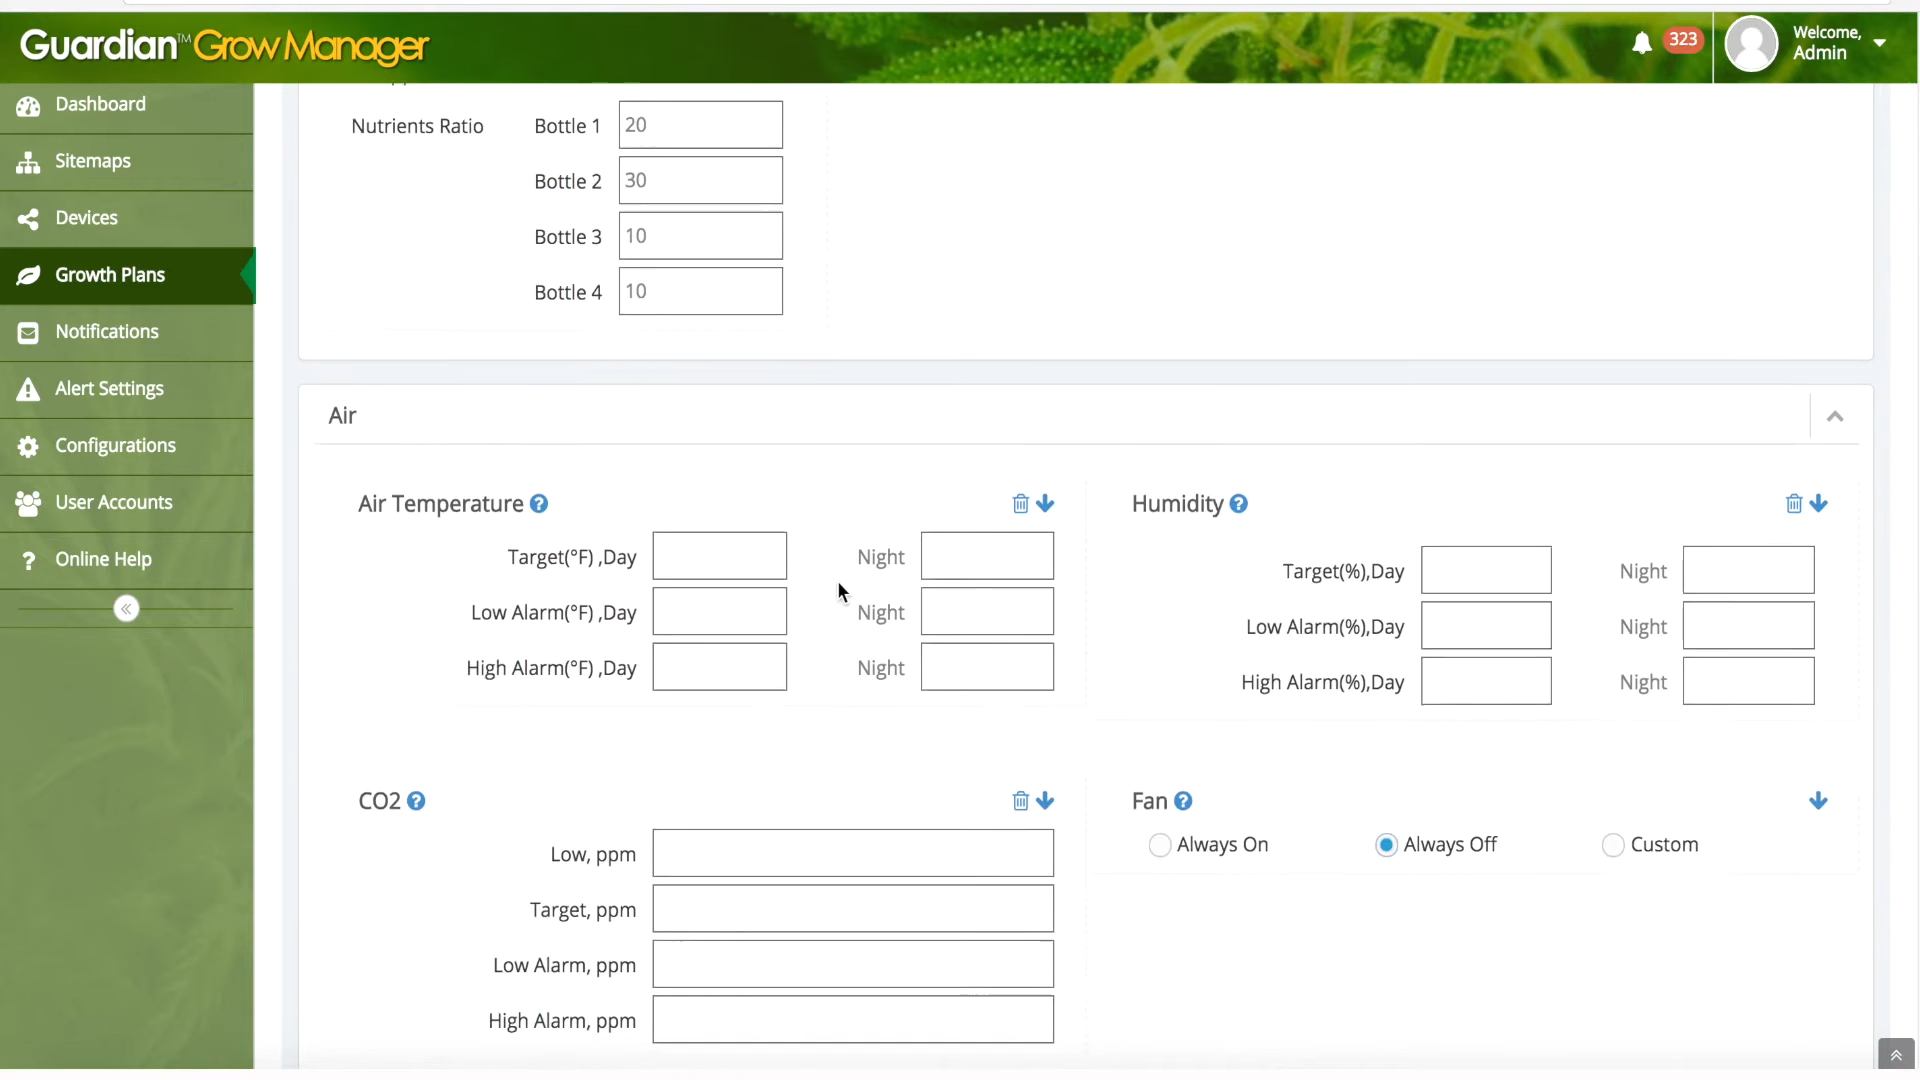 Guardian™ GrowManager
323
Welcome,
Admin
Dashboard
Sitemaps
Devices
Growth Plans
Notifications
Alert Settings
Configurations
User Accounts
? Online Help
«
Nutrients Ratio Bottle 1 20
Bottle 2 30
Bottle 3 10
Bottle 4 10
Air
Air Temperature ?
Target(°F) ,Day Night
Low Alarm(°F) ,Day Night
High Alarm(°F) ,Day Night
Humidity ?
Target(%),Day Night
Low Alarm(%),Day Night
High Alarm(%),Day Night
CO2 ?
Low, ppm
Target, ppm
Low Alarm, ppm
High Alarm, ppm
Fan ?
Always On Always Off Custom